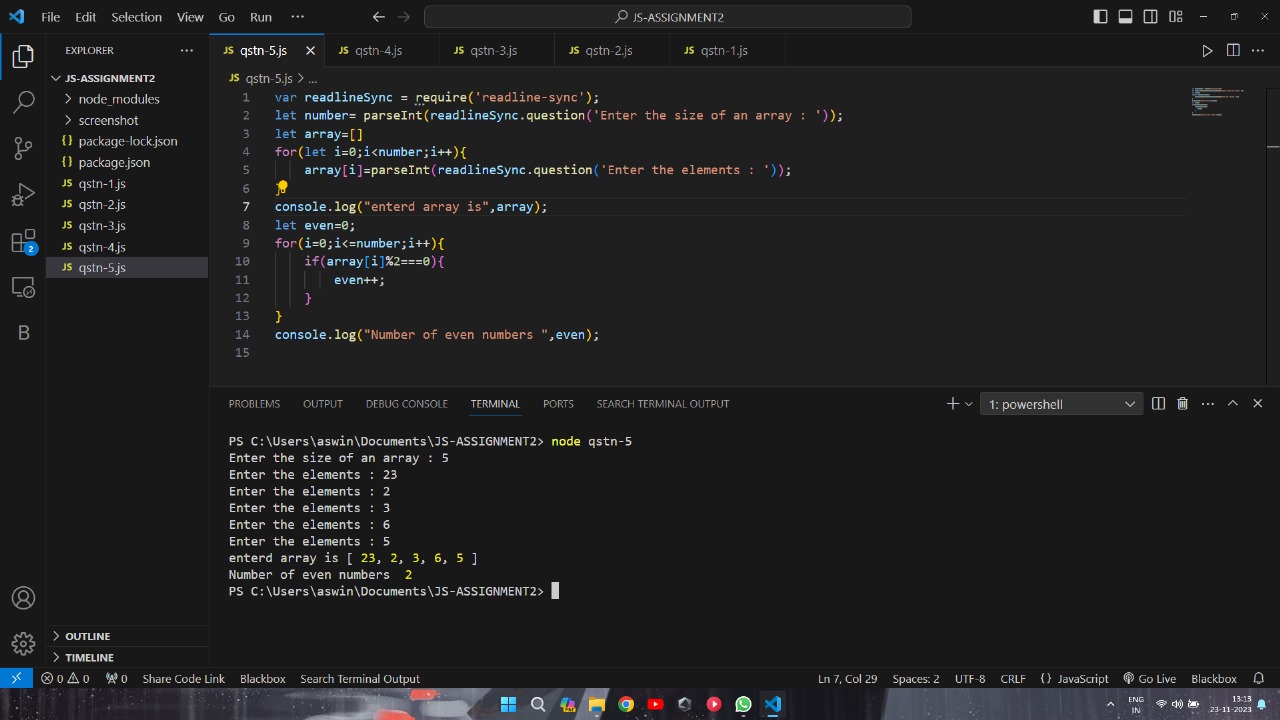 File Edit Selection View Go Run ··· JS-ASSIGNMENT2
EXPLORER ···
JS-ASSIGNMENT2
node_modules
screenshot
{} package-lock.json
{} package.json
JS qstn-1.js
JS qstn-2.js
JS qstn-3.js
JS qstn-4.js
JS qstn-5.js
OUTLINE
TIMELINE
2
B
JS qstn-5.js JS qstn-4.js JS qstn-3.js JS qstn-2.js JS qstn-1.js
JS qstn-5.js > ...
1 var readlineSync = require('readline-sync');
2 let number= parseInt(readlineSync.question('Enter the size of an array : '));
3 let array=[]
4 for(let i=0;i<number;i++){
5 array[i]=parseInt(readlineSync.question('Enter the elements : '));
6 }
7 console.log("enterd array is",array);
8 let even=0;
9 for(i=0;i<=number;i++){
10 if(array[i]%2===0){
11 even++;
12 }
13 }
14 console.log("Number of even numbers ",even);
15
PROBLEMS OUTPUT DEBUG CONSOLE TERMINAL PORTS SEARCH TERMINAL OUTPUT 1: powershell
PS C:\Users\aswin\Documents\JS-ASSIGNMENT2> node qstn-5
Enter the size of an array : 5
Enter the elements : 23
Enter the elements : 2
Enter the elements : 3
Enter the elements : 6
Enter the elements : 5
enterd array is [ 23, 2, 3, 6, 5 ]
Number of even numbers  2
PS C:\Users\aswin\Documents\JS-ASSIGNMENT2>
0 0 0 Share Code Link Blackbox Search Terminal Output Ln 7, Col 29 Spaces: 2 UTF-8 CRLF {} JavaScript Go Live Blackbox
ENG
IN
13:13
23-11-2023